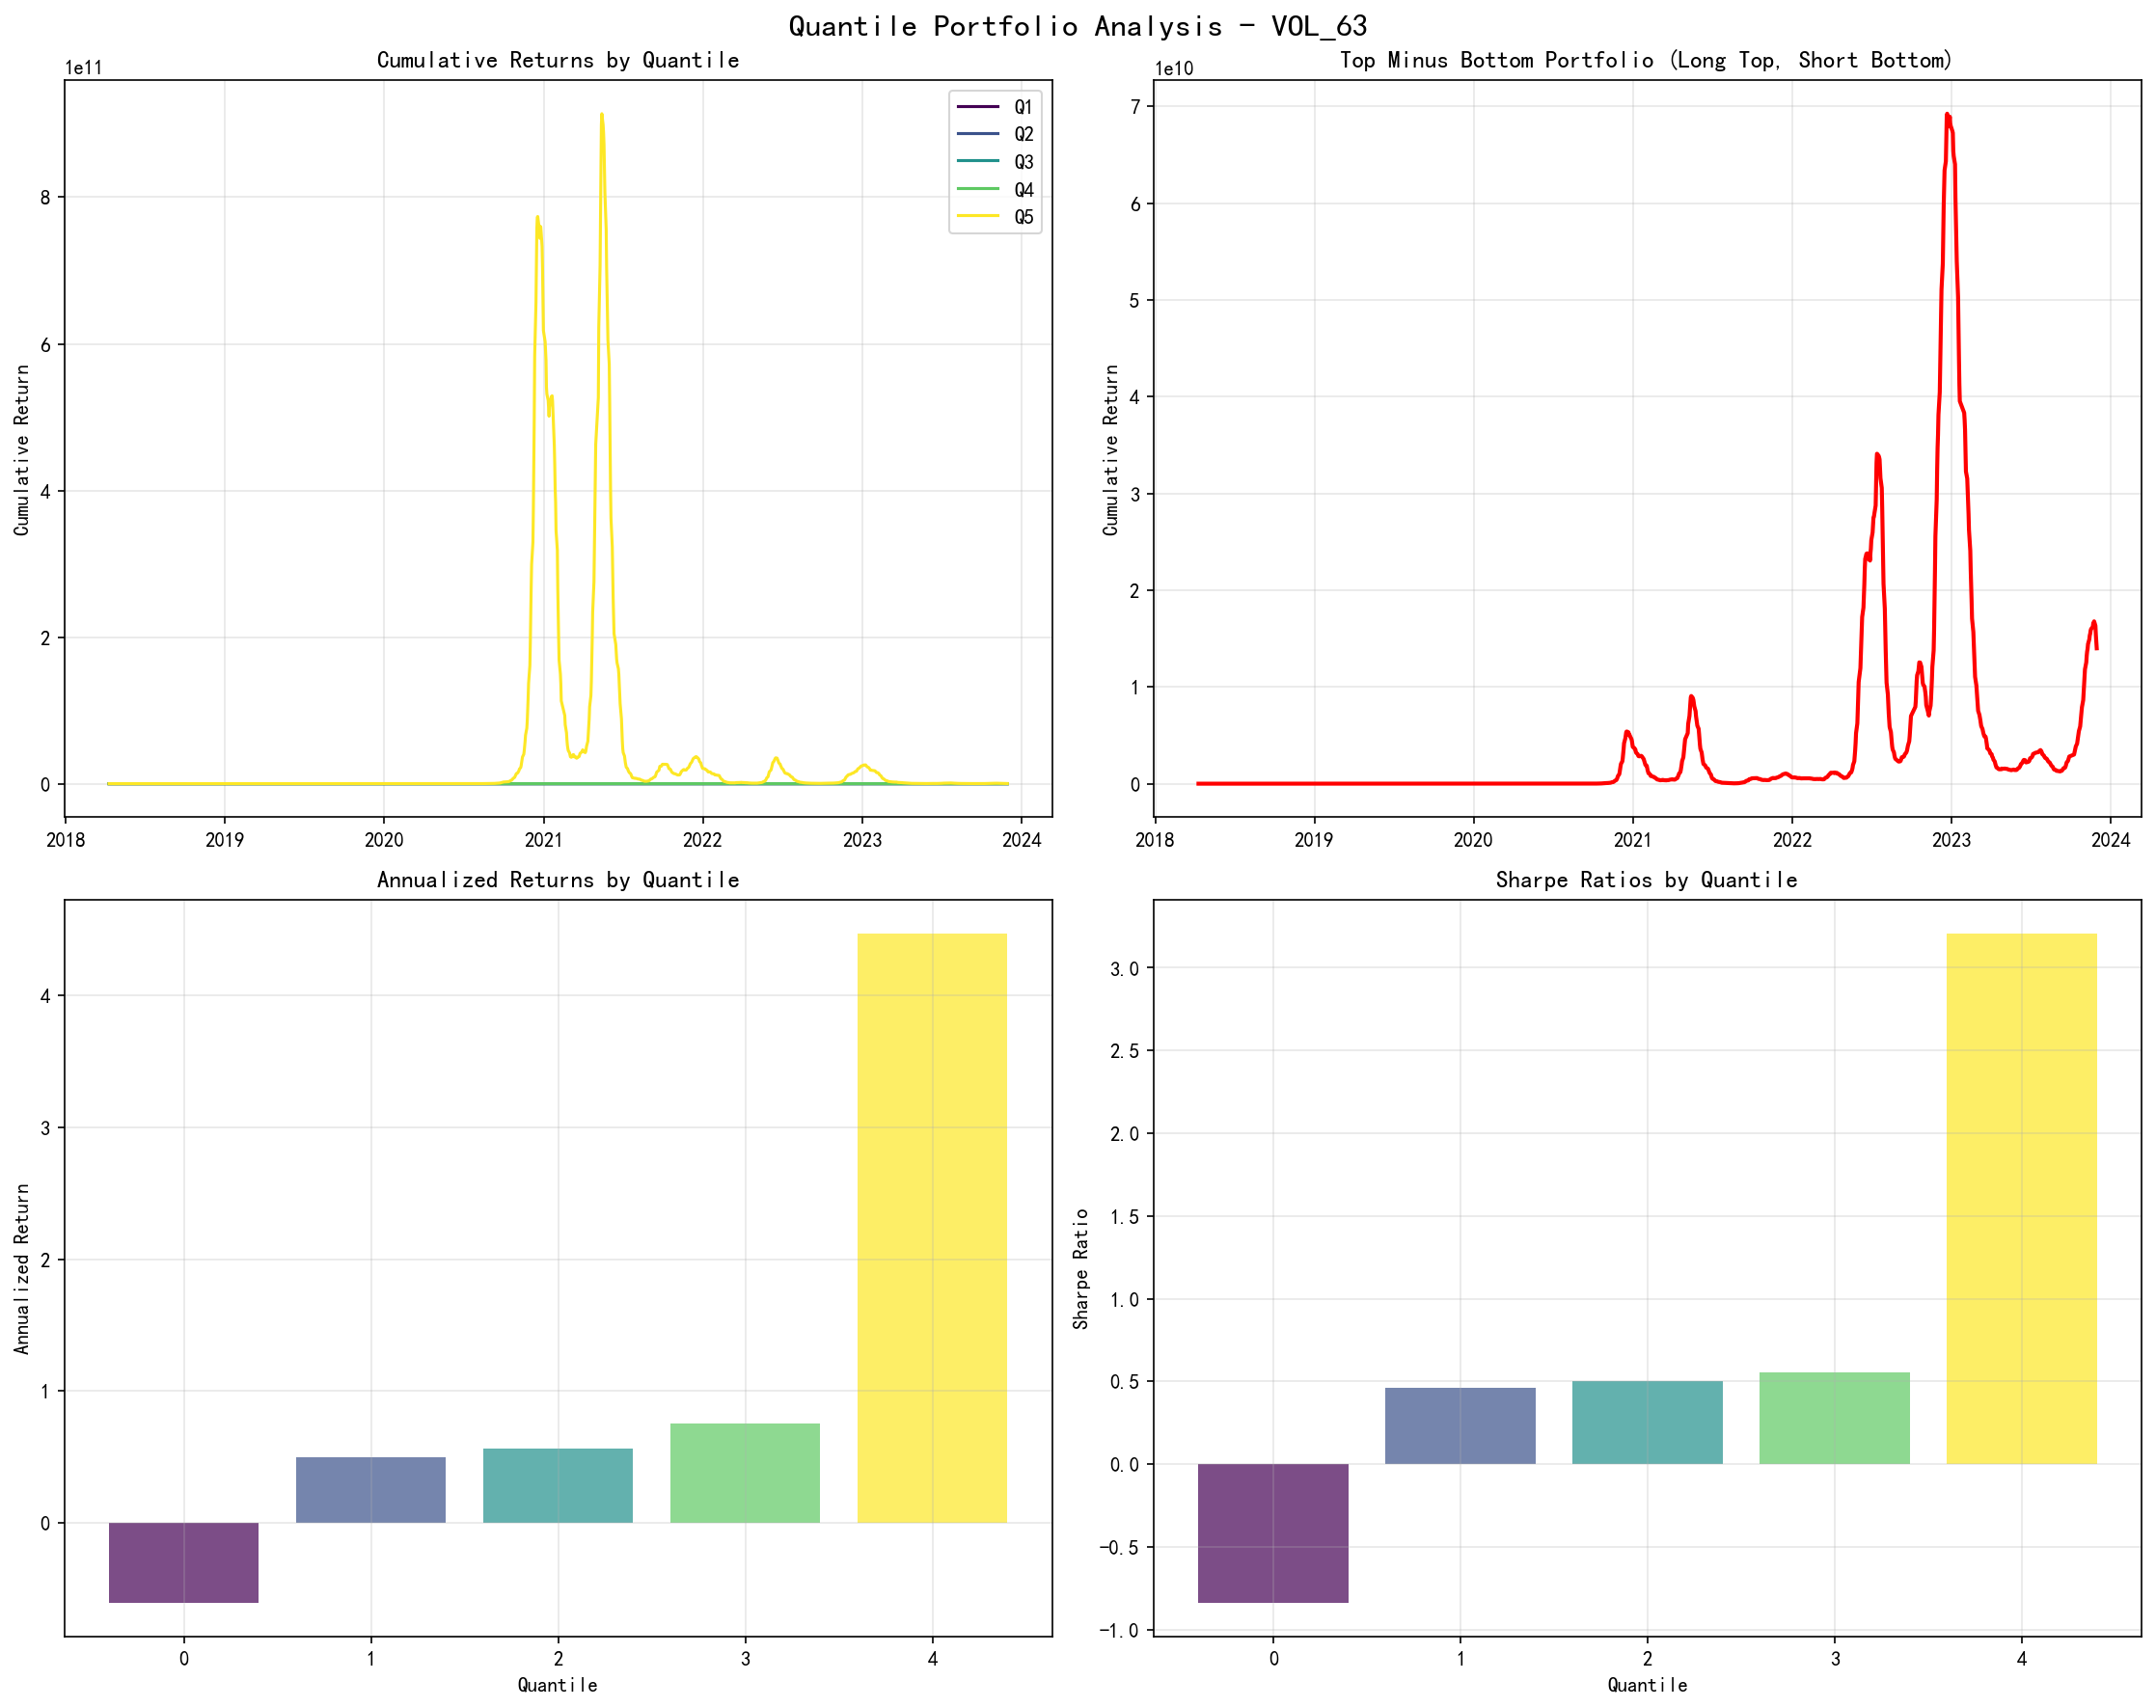 Quantile Portfolio Analysis - VOL_63
Cumulative Returns by Quantile
1e11
Cumulative Return
8
6
4
2
0
2018 2019 2020 2021 2022 2023 2024
Q1
Q2
Q3
Q4
Q5
Top Minus Bottom Portfolio (Long Top, Short Bottom)
1e10
Cumulative Return
7
6
5
4
3
2
1
0
2018 2019 2020 2021 2022 2023 2024
Annualized Returns by Quantile
Annualized Return
4
3
2
1
0
0 1 2 3 4
Quantile
Sharpe Ratios by Quantile
Sharpe Ratio
3.0
2.5
2.0
1.5
1.0
0.5
0.0
-0.5
-1.0
0 1 2 3 4
Quantile